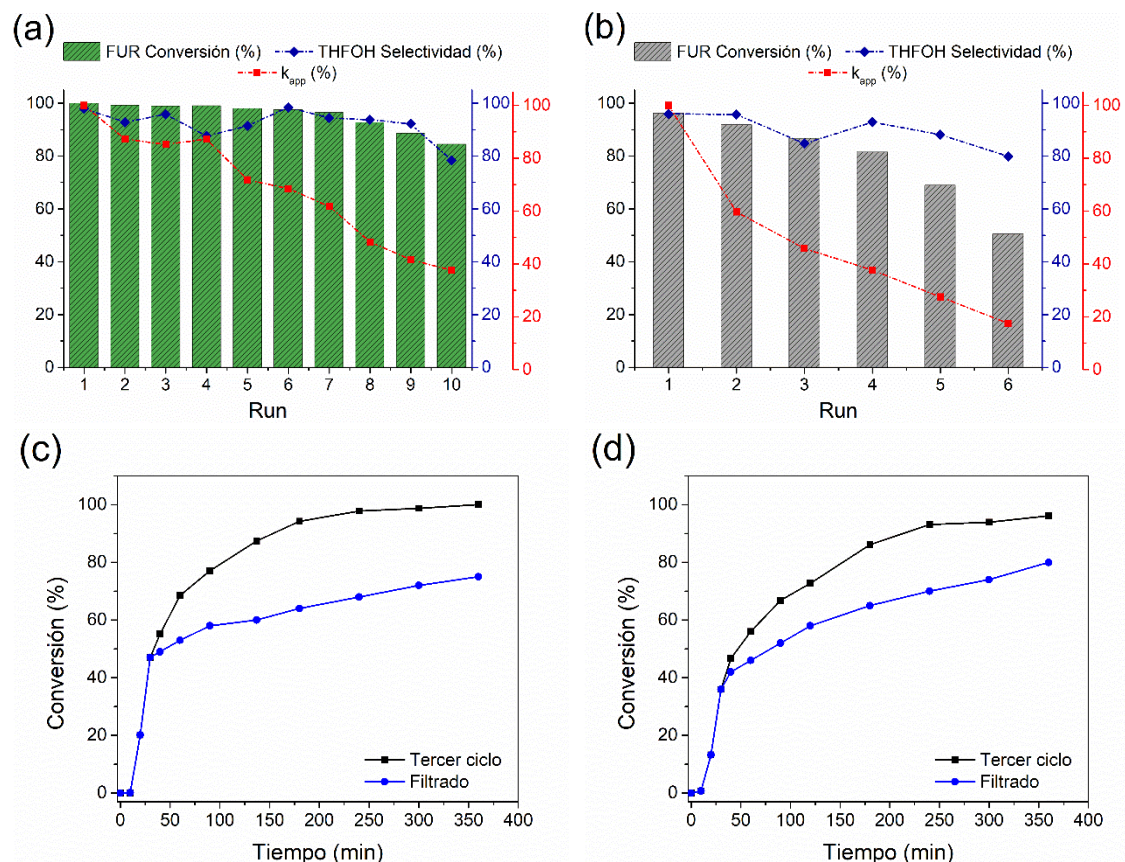 (a)
FUR Conversión (%)
THFOH Selectividad (%)
k_app (%)
100
80
60
40
20
0
100
80
60
40
20
0
100
80
60
40
20
0
1 2 3 4 5 6 7 8 9 10
Run
(b)
FUR Conversión (%)
THFOH Selectividad (%)
k_app (%)
100
80
60
40
20
0
100
80
60
40
20
0
100
80
60
40
20
0
1 2 3 4 5 6
Run
(c)
Conversión (%)
100
80
60
40
20
0
Tercer ciclo
Filtrado
0 50 100 150 200 250 300 350 400
Tiempo (min)
(d)
Conversión (%)
100
80
60
40
20
0
Tercer ciclo
Filtrado
0 50 100 150 200 250 300 350 400
Tiempo (min)